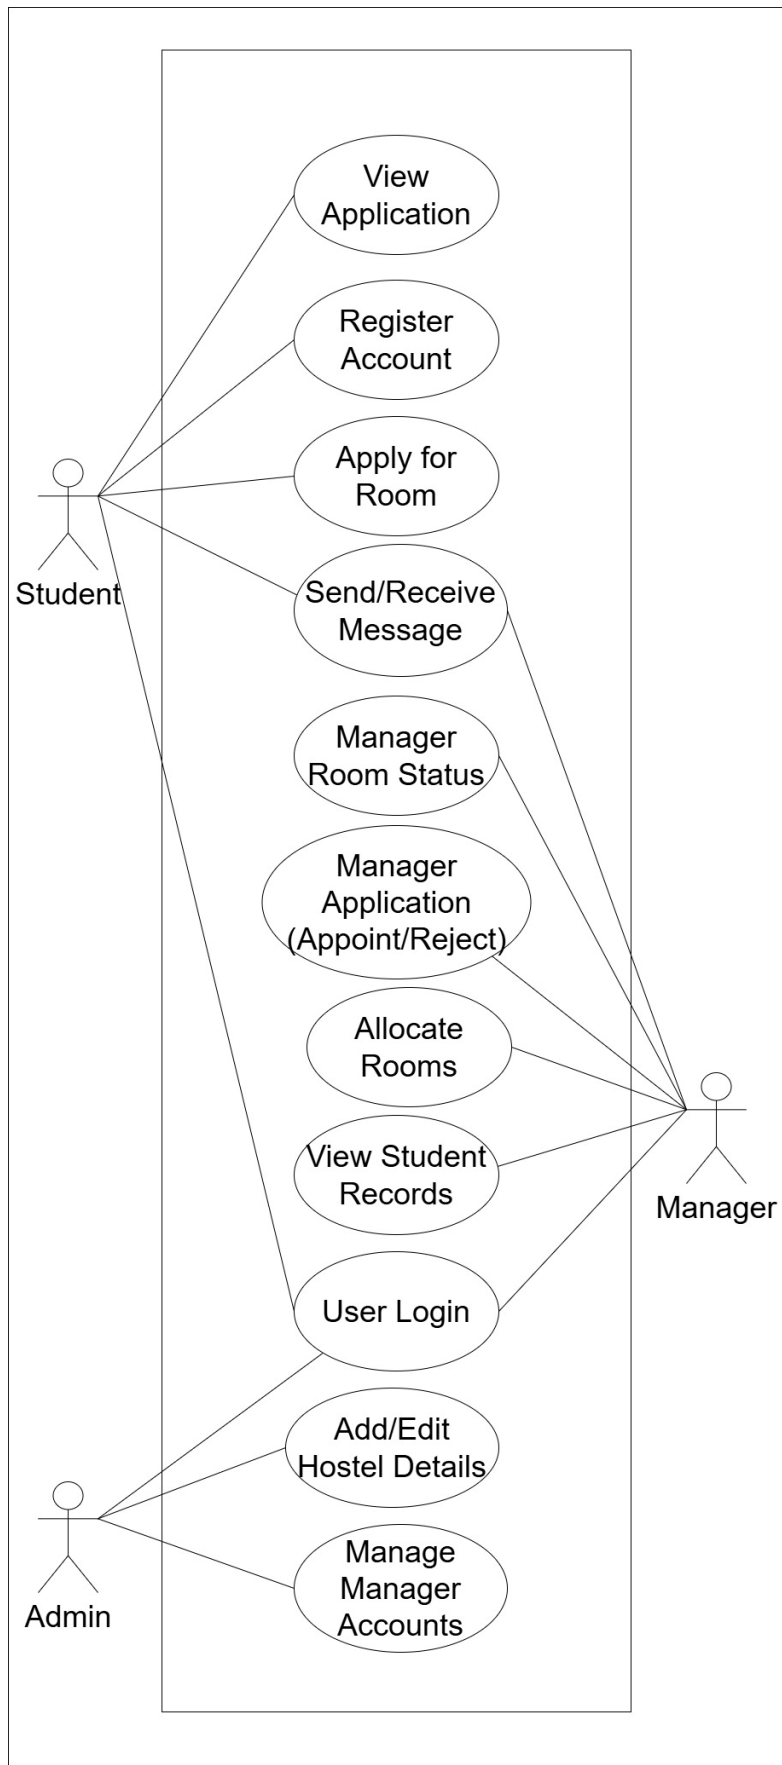 View
Application
Register
Account
Apply for
Room
Student
Send/Receive
Message
Manager
Room Status
Manager
Application
(Appoint/Reject)
Allocate
Rooms
View Student
Records
Manager
User Login
Add/Edit
Hostel Details
Manage
Manager
Accounts
Admin